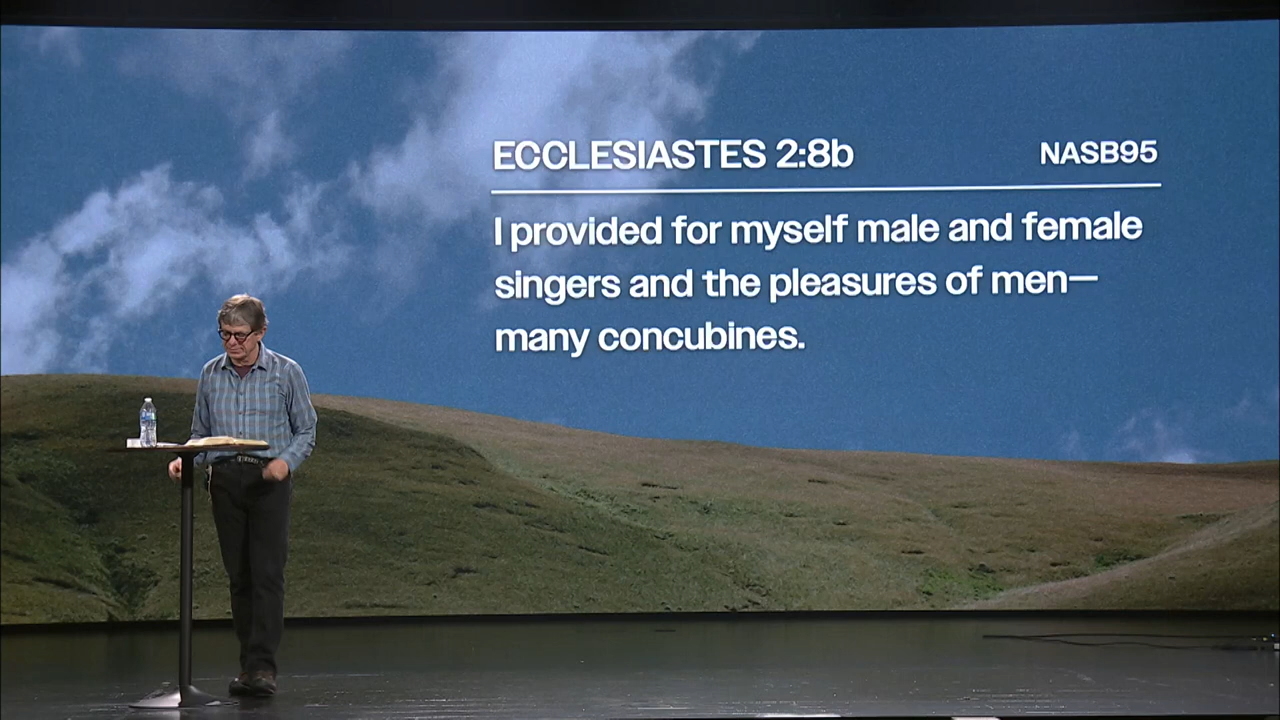 ECCLESIASTES 2:8b NASB95
I provided for myself male and female
singers and the pleasures of men—
many concubines.